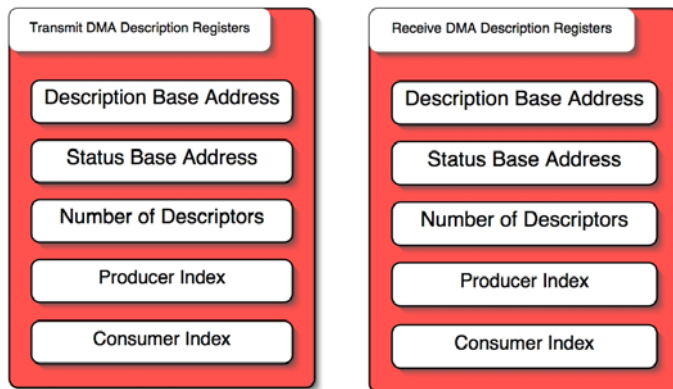 Transmit DMA Description Registers
Description Base Address
Status Base Address
Number of Descriptors
Producer Index
Consumer Index
Receive DMA Description Registers
Description Base Address
Status Base Address
Number of Descriptors
Producer Index
Consumer Index